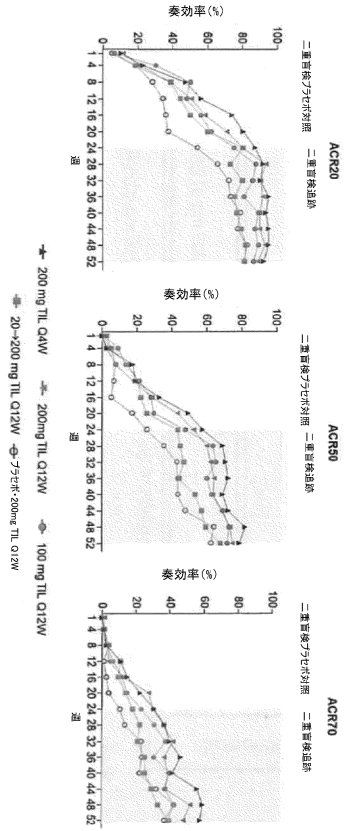 ACR20
二重盲検プラセボ対照
二重盲検追跡
奏効率(%)
100
80
60
40
20
0
1 4 8 12 16 20 24 28 32 36 40 44 48 52
週
ACR50
二重盲検プラセボ対照
二重盲検追跡
奏効率(%)
100
80
60
40
20
0
1 4 8 12 16 20 24 28 32 36 40 44 48 52
週
ACR70
二重盲検プラセボ対照
二重盲検追跡
奏効率(%)
100
80
60
40
20
0
1 4 8 12 16 20 24 28 32 36 40 44 48 52
週
200 mg TIL Q4W
200mg TIL Q12W
100 mg TIL Q12W
20→200 mg TIL Q12W
プラセボ→200mg TIL Q12W